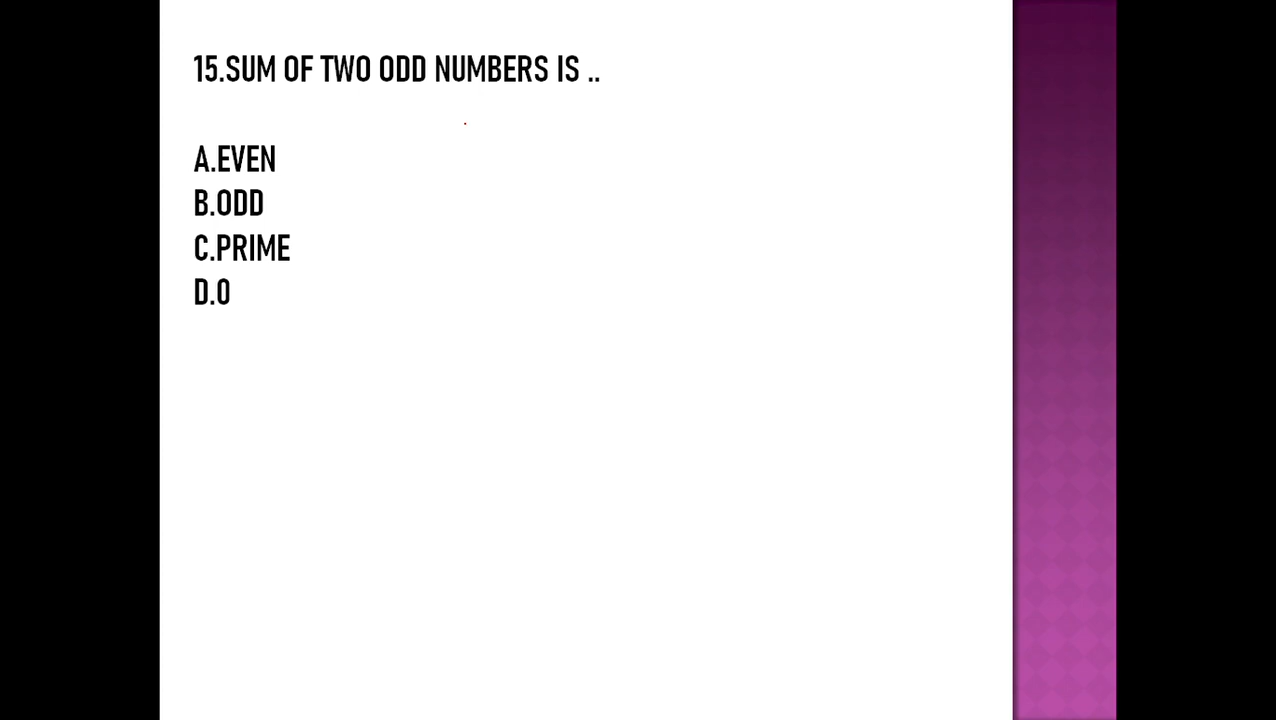 15.SUM OF TWO ODD NUMBERS IS ..
A.EVEN
B.ODD
C.PRIME
D.0